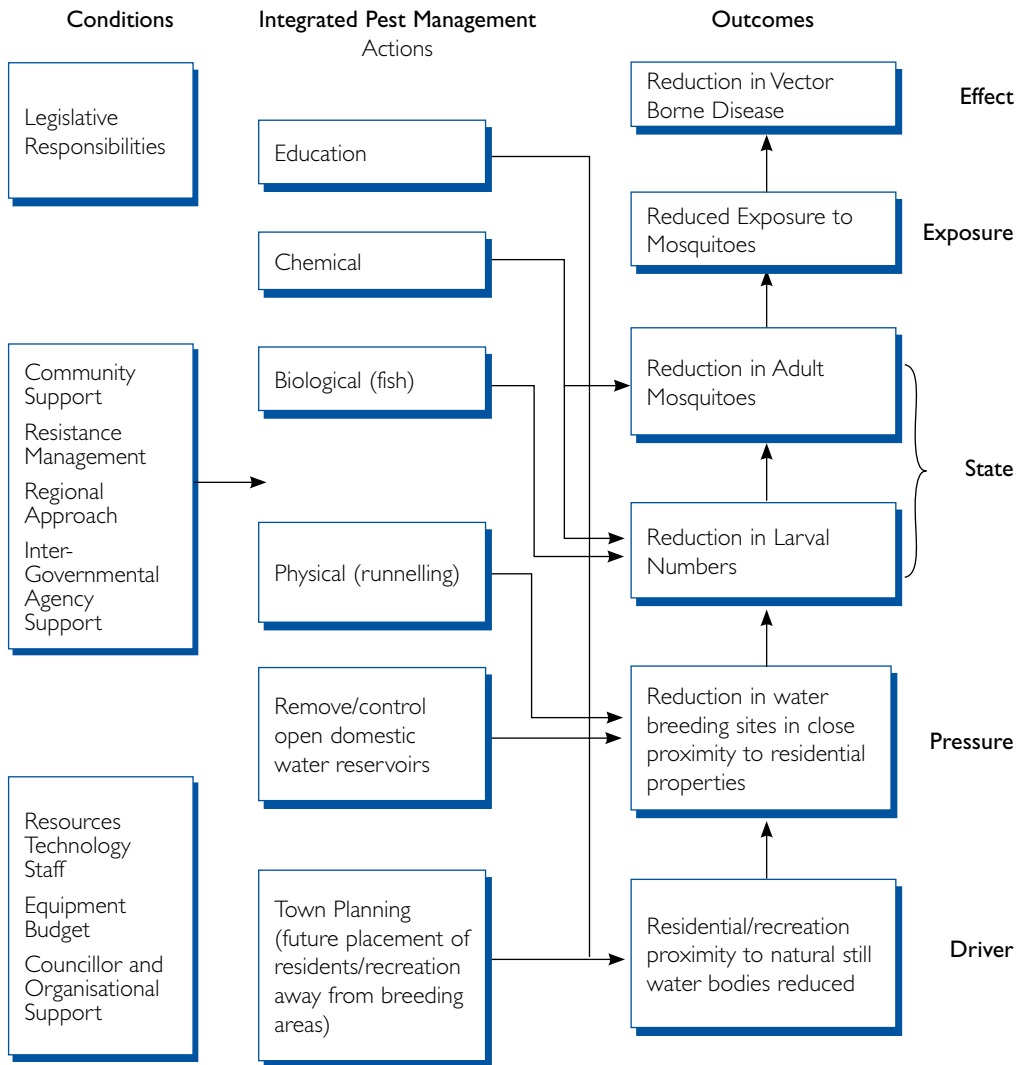 Conditions
Legislative
Responsibilities
Community
Support
Resistance
Management
Regional
Approach
Inter-
Governmental
Agency
Support
Resources
Technology
Staff
Equipment
Budget
Councillor and
Organisational
Support
Integrated Pest Management
Actions
Education
Chemical
Biological (fish)
Physical (runnelling)
Remove/control
open domestic
water reservoirs
Town Planning
(future placement of
residents/recreation
away from breeding
areas)
Outcomes
Reduction in Vector
Borne Disease
Reduced Exposure to
Mosquitoes
Reduction in Adult
Mosquitoes
Reduction in Larval
Numbers
Reduction in water
breeding sites in close
proximity to residential
properties
Residential/recreation
proximity to natural still
water bodies reduced
Effect
Exposure
State
Pressure
Driver